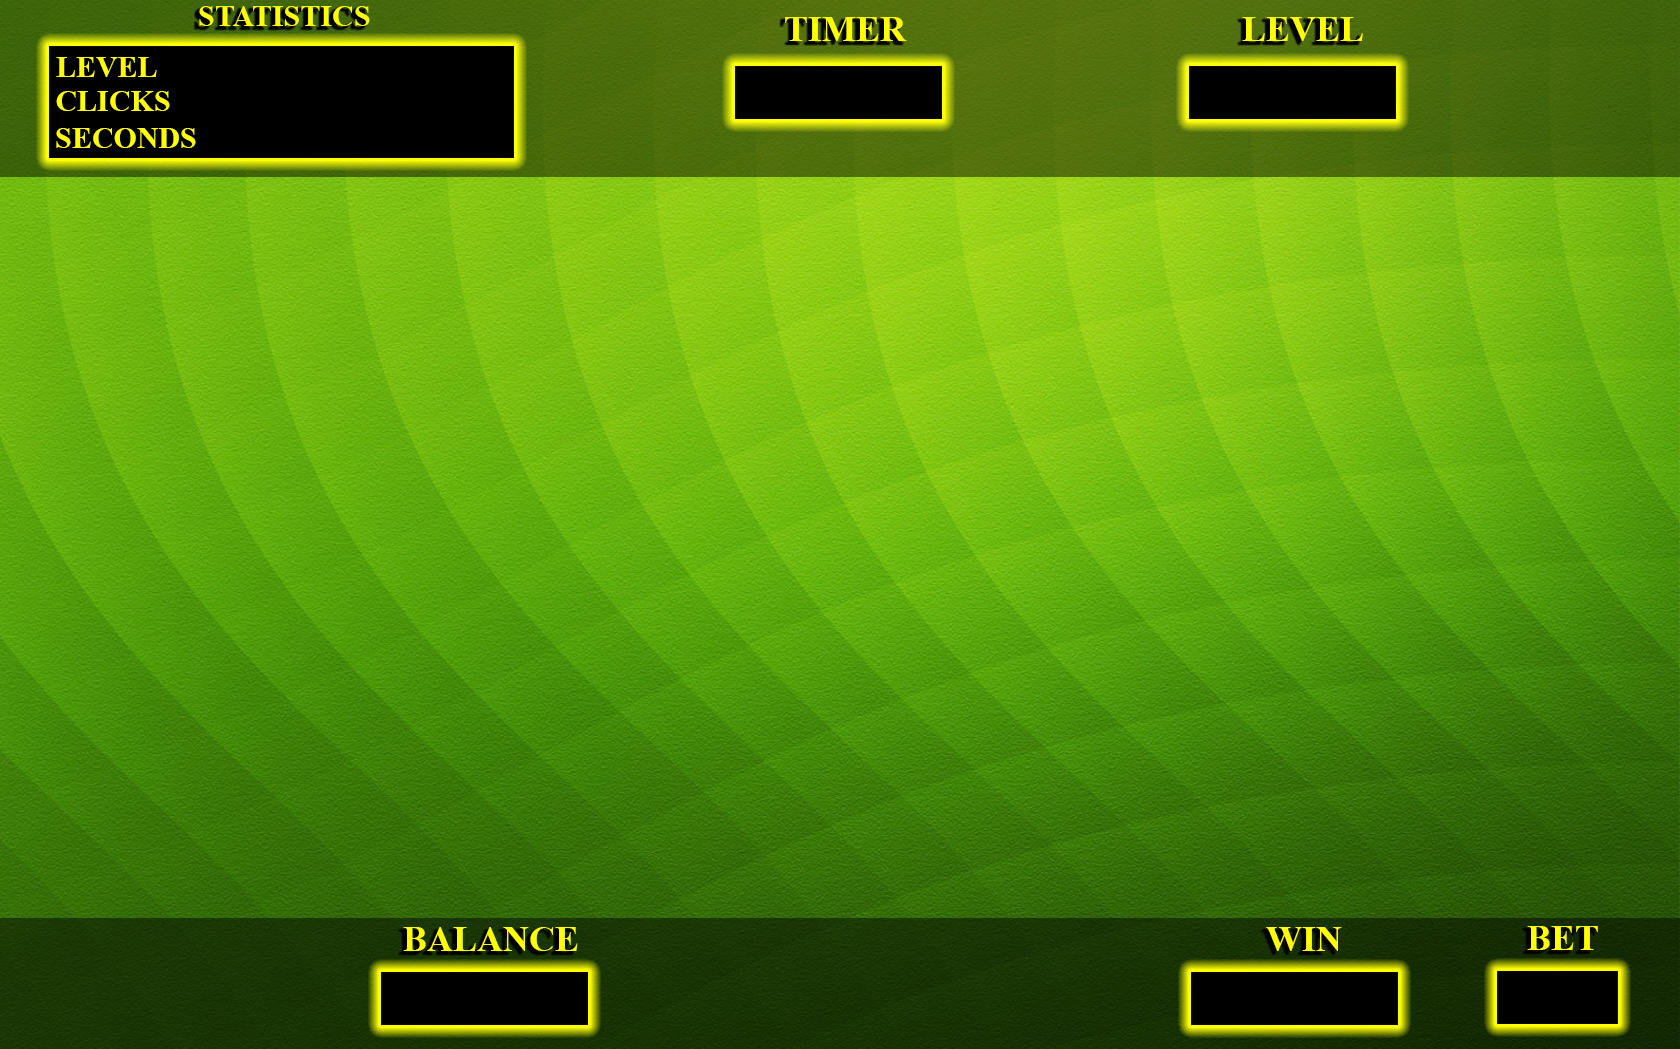 STATISTICS
TIMER
LEVEL
LEVEL
CLICKS
SECONDS
BALANCE
WIN
BET